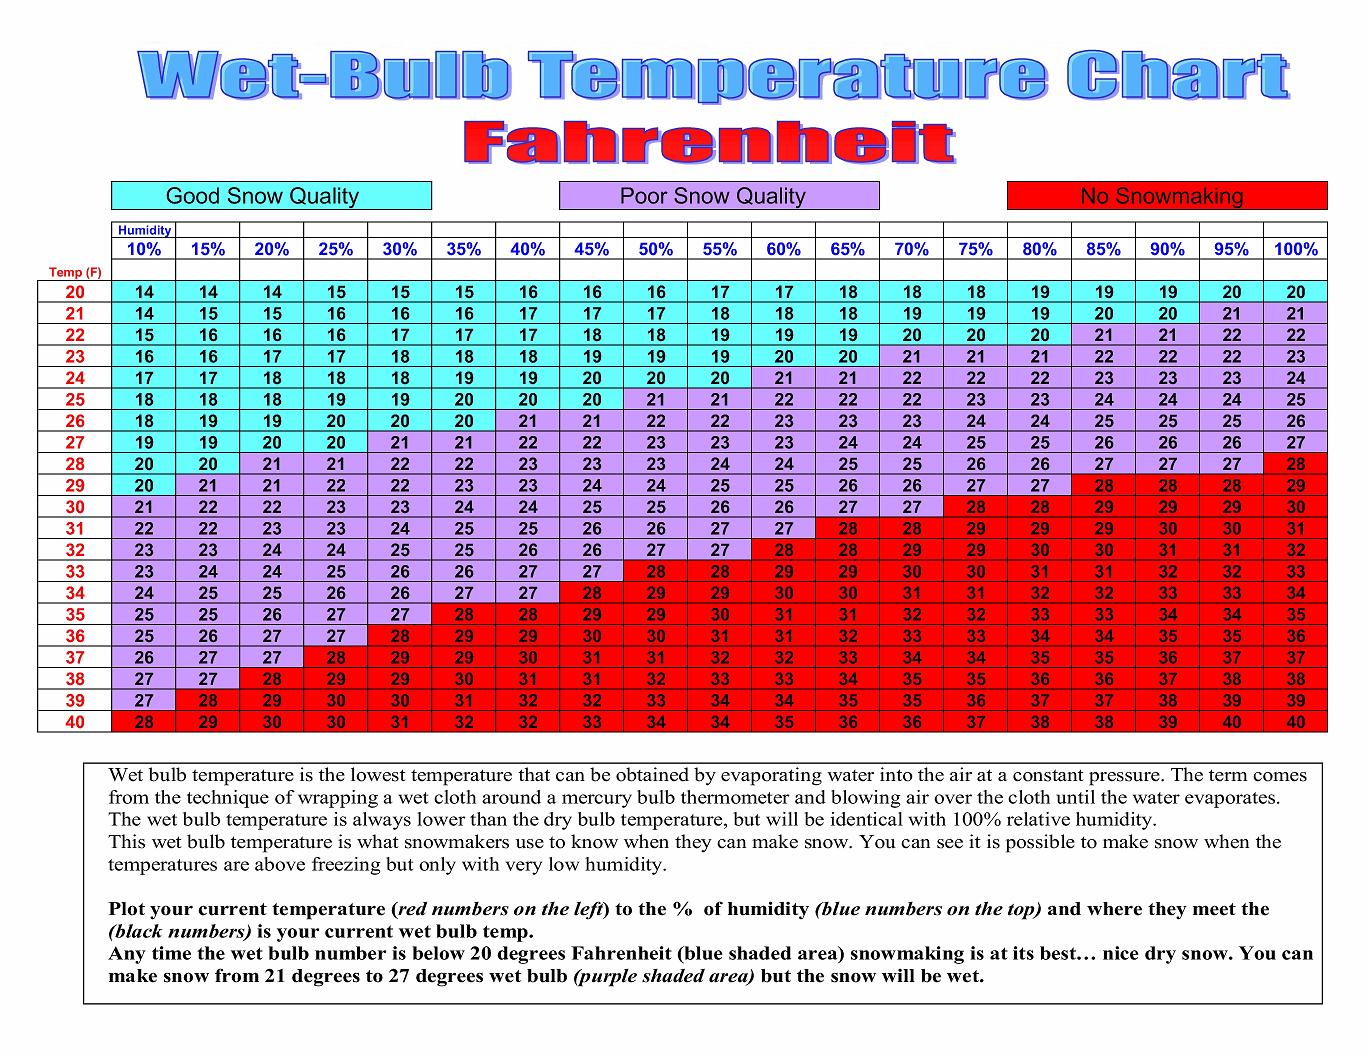 Wet-Bulb Temperature Chart
Fahrenheit
Good Snow Quality Poor Snow Quality No Snowmaking
Humidity
10% 15% 20% 25% 30% 35% 40% 45% 50% 55% 60% 65% 70% 75% 80% 85% 90% 95% 100%
Temp (F)
20 14 14 14 15 15 15 16 16 16 17 17 18 18 18 19 19 19 20 20
21 14 15 15 16 16 16 17 17 17 18 18 18 19 19 19 20 20 21 21
22 15 16 16 16 17 17 17 18 18 19 19 19 20 20 20 21 21 22 22
23 16 16 17 17 18 18 18 19 19 19 20 20 21 21 21 22 22 22 23
24 17 17 18 18 18 19 19 20 20 20 21 21 22 22 22 23 23 23 24
25 18 18 18 19 19 20 20 20 21 21 22 22 22 23 23 24 24 24 25
26 18 19 19 20 20 20 21 21 22 22 23 23 23 24 24 25 25 25 26
27 19 19 20 20 21 21 22 22 23 23 23 24 24 25 25 26 26 26 27
28 20 20 21 21 22 22 23 23 23 24 24 25 25 26 26 27 27 27 28
29 20 21 21 22 22 23 23 24 24 25 25 26 26 27 27 28 28 28 29
30 21 22 22 23 23 24 24 25 25 26 26 27 27 28 28 29 29 29 30
31 22 22 23 23 24 25 25 26 26 27 27 28 28 29 29 29 30 30 31
32 23 23 24 24 25 25 26 26 27 27 28 28 29 29 30 30 31 31 32
33 23 24 24 25 26 26 27 27 28 28 29 29 30 30 31 31 32 32 33
34 24 25 25 26 26 27 27 28 29 29 30 30 31 31 32 32 33 33 34
35 25 25 26 27 27 28 28 29 29 30 31 31 32 32 33 33 34 34 35
36 25 26 27 27 28 29 29 30 30 31 31 32 33 33 34 34 35 35 36
37 26 27 27 28 29 29 30 31 31 32 32 33 34 34 35 35 36 37 37
38 27 27 28 29 29 30 31 31 32 33 33 34 35 35 36 36 37 38 38
39 27 28 29 30 30 31 32 32 33 34 34 35 35 36 37 37 38 39 39
40 28 29 30 30 31 32 32 33 34 34 35 36 36 37 38 38 39 40 40
Wet bulb temperature is the lowest temperature that can be obtained by evaporating water into the air at a constant pressure. The term comes
from the technique of wrapping a wet cloth around a mercury bulb thermometer and blowing air over the cloth until the water evaporates.
The wet bulb temperature is always lower than the dry bulb temperature, but will be identical with 100% relative humidity.
This wet bulb temperature is what snowmakers use to know when they can make snow. You can see it is possible to make snow when the
temperatures are above freezing but only with very low humidity.
Plot your current temperature (red numbers on the left) to the % of humidity (blue numbers on the top) and where they meet the
(black numbers) is your current wet bulb temp.
Any time the wet bulb number is below 20 degrees Fahrenheit (blue shaded area) snowmaking is at its best… nice dry snow. You can
make snow from 21 degrees to 27 degrees wet bulb (purple shaded area) but the snow will be wet.